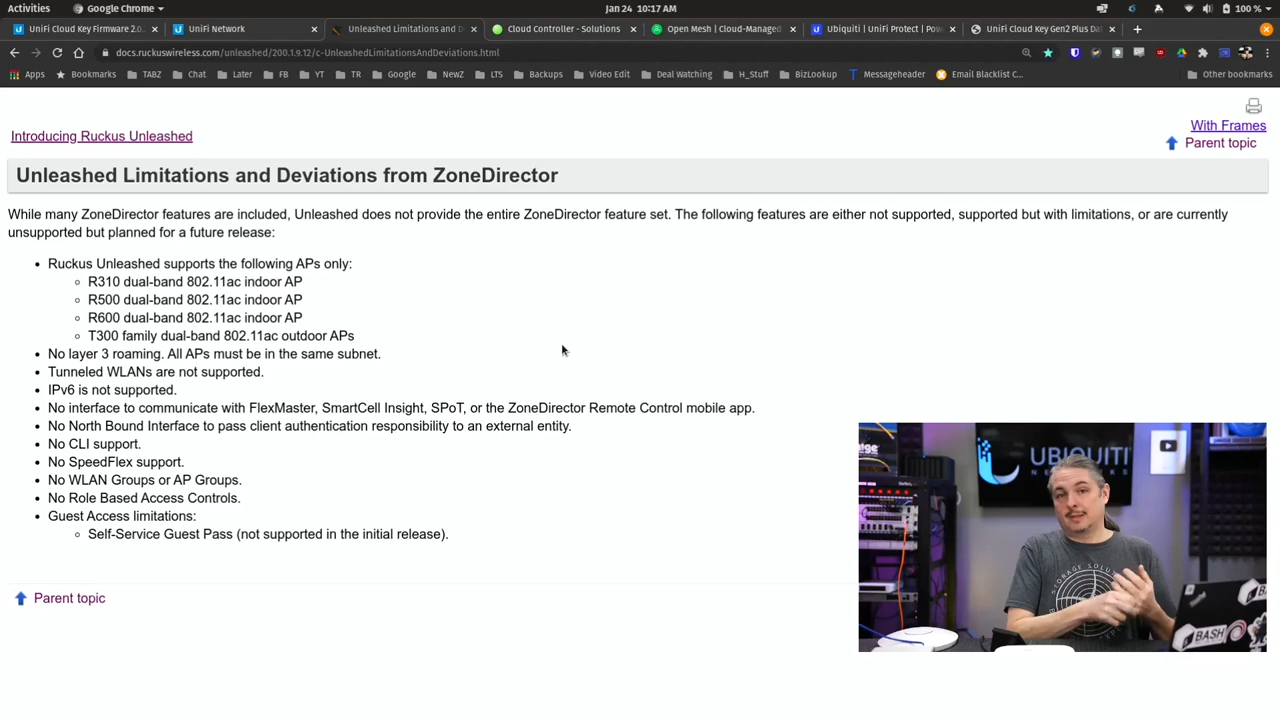 Activities
Google Chrome
Jan 24 10:17 AM
100 %
UniFi Cloud Key Firmware 2.0.
UniFi Network
Unleashed Limitations and D
Cloud Controller - Solutions
Open Mesh | Cloud-Managed
Ubiquiti | UniFi Protect | Pow
UniFi Cloud Key Gen2 Plus Dat
docs.ruckuswireless.com/unleashed/200.1.9.12/c-UnleashedLimitationsAndDeviations.html
Apps Bookmarks TABZ Chat Later FB YT TR Google NewZ LTS Backups Video Edit Deal Watching H_Stuff BizLookup Messageheader Email Blacklist C... Other bookmarks
With Frames
Introducing Ruckus Unleashed
Parent topic
Unleashed Limitations and Deviations from ZoneDirector
While many ZoneDirector features are included, Unleashed does not provide the entire ZoneDirector feature set. The following features are either not supported, supported but with limitations, or are currently
unsupported but planned for a future release:
• Ruckus Unleashed supports the following APs only:
◦ R310 dual-band 802.11ac indoor AP
◦ R500 dual-band 802.11ac indoor AP
◦ R600 dual-band 802.11ac indoor AP
◦ T300 family dual-band 802.11ac outdoor APs
• No layer 3 roaming. All APs must be in the same subnet.
• Tunneled WLANs are not supported.
• IPv6 is not supported.
• No interface to communicate with FlexMaster, SmartCell Insight, SPoT, or the ZoneDirector Remote Control mobile app.
• No North Bound Interface to pass client authentication responsibility to an external entity.
• No CLI support.
• No SpeedFlex support.
• No WLAN Groups or AP Groups.
• No Role Based Access Controls.
• Guest Access limitations:
◦ Self-Service Guest Pass (not supported in the initial release).
Parent topic
UBIQUITI
NETWORKS
STORAGE SOLU
BASH